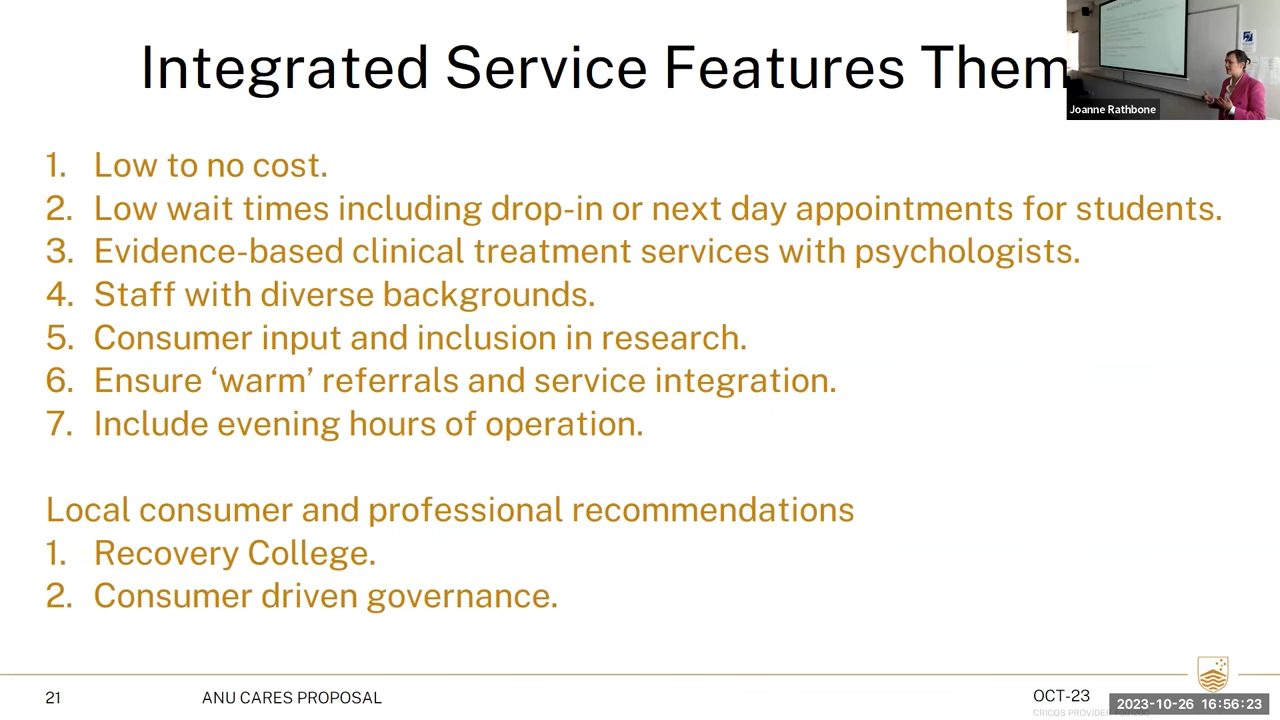 Integrated Service Features Them
Joanne Rathbone
1. Low to no cost.
2. Low wait times including drop-in or next day appointments for students.
3. Evidence-based clinical treatment services with psychologists.
4. Staff with diverse backgrounds.
5. Consumer input and inclusion in research.
6. Ensure ‘warm’ referrals and service integration.
7. Include evening hours of operation.
Local consumer and professional recommendations
1. Recovery College.
2. Consumer driven governance.
21 ANU CARES PROPOSAL OCT-23
CRICOS PROVIDER
2023-10-26 16:56:23